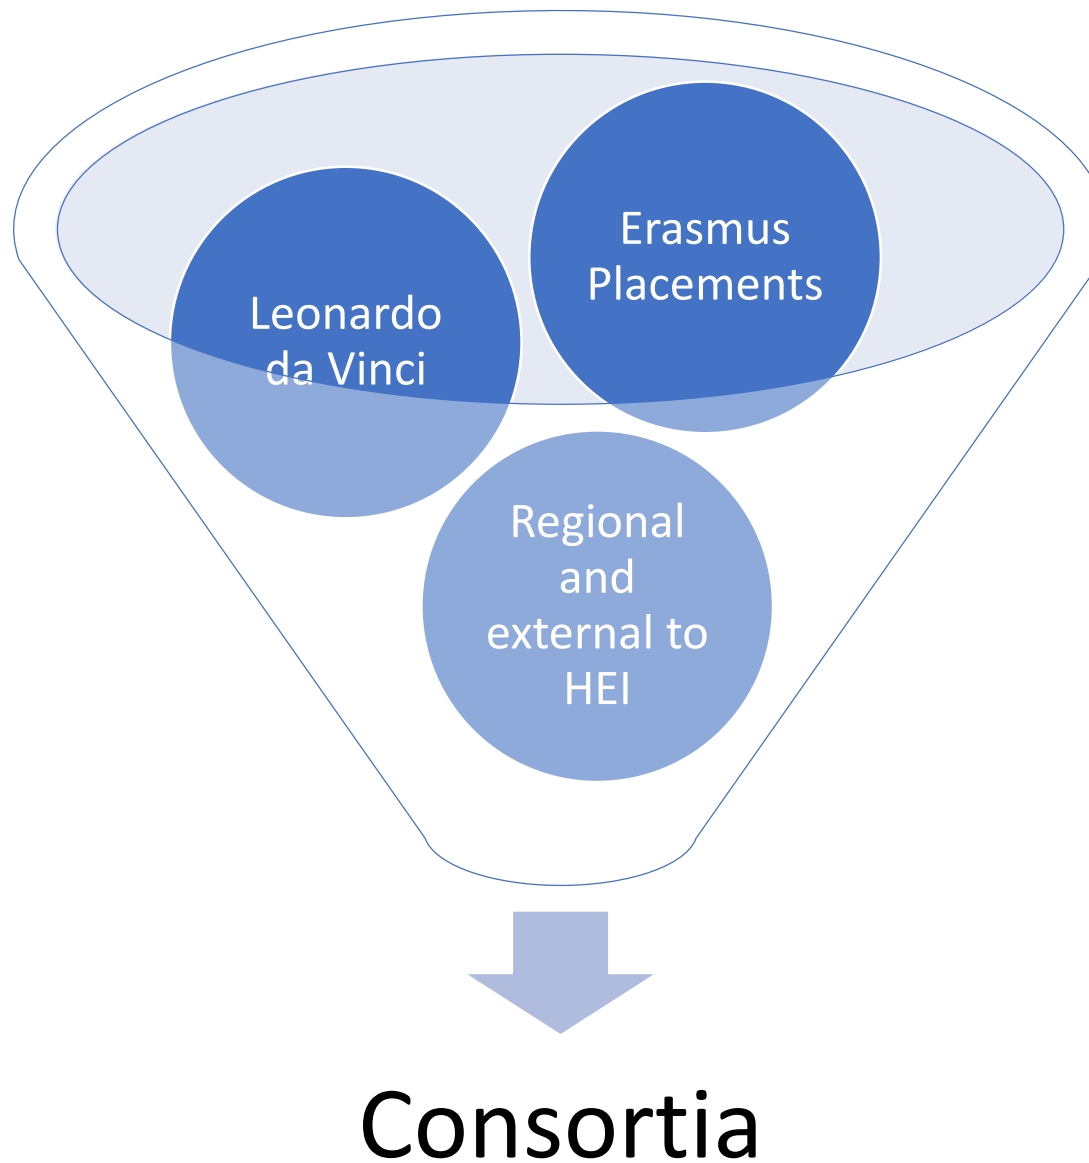 Erasmus
Placements
Leonardo
da Vinci
Regional
and
external to
HEI
Consortia